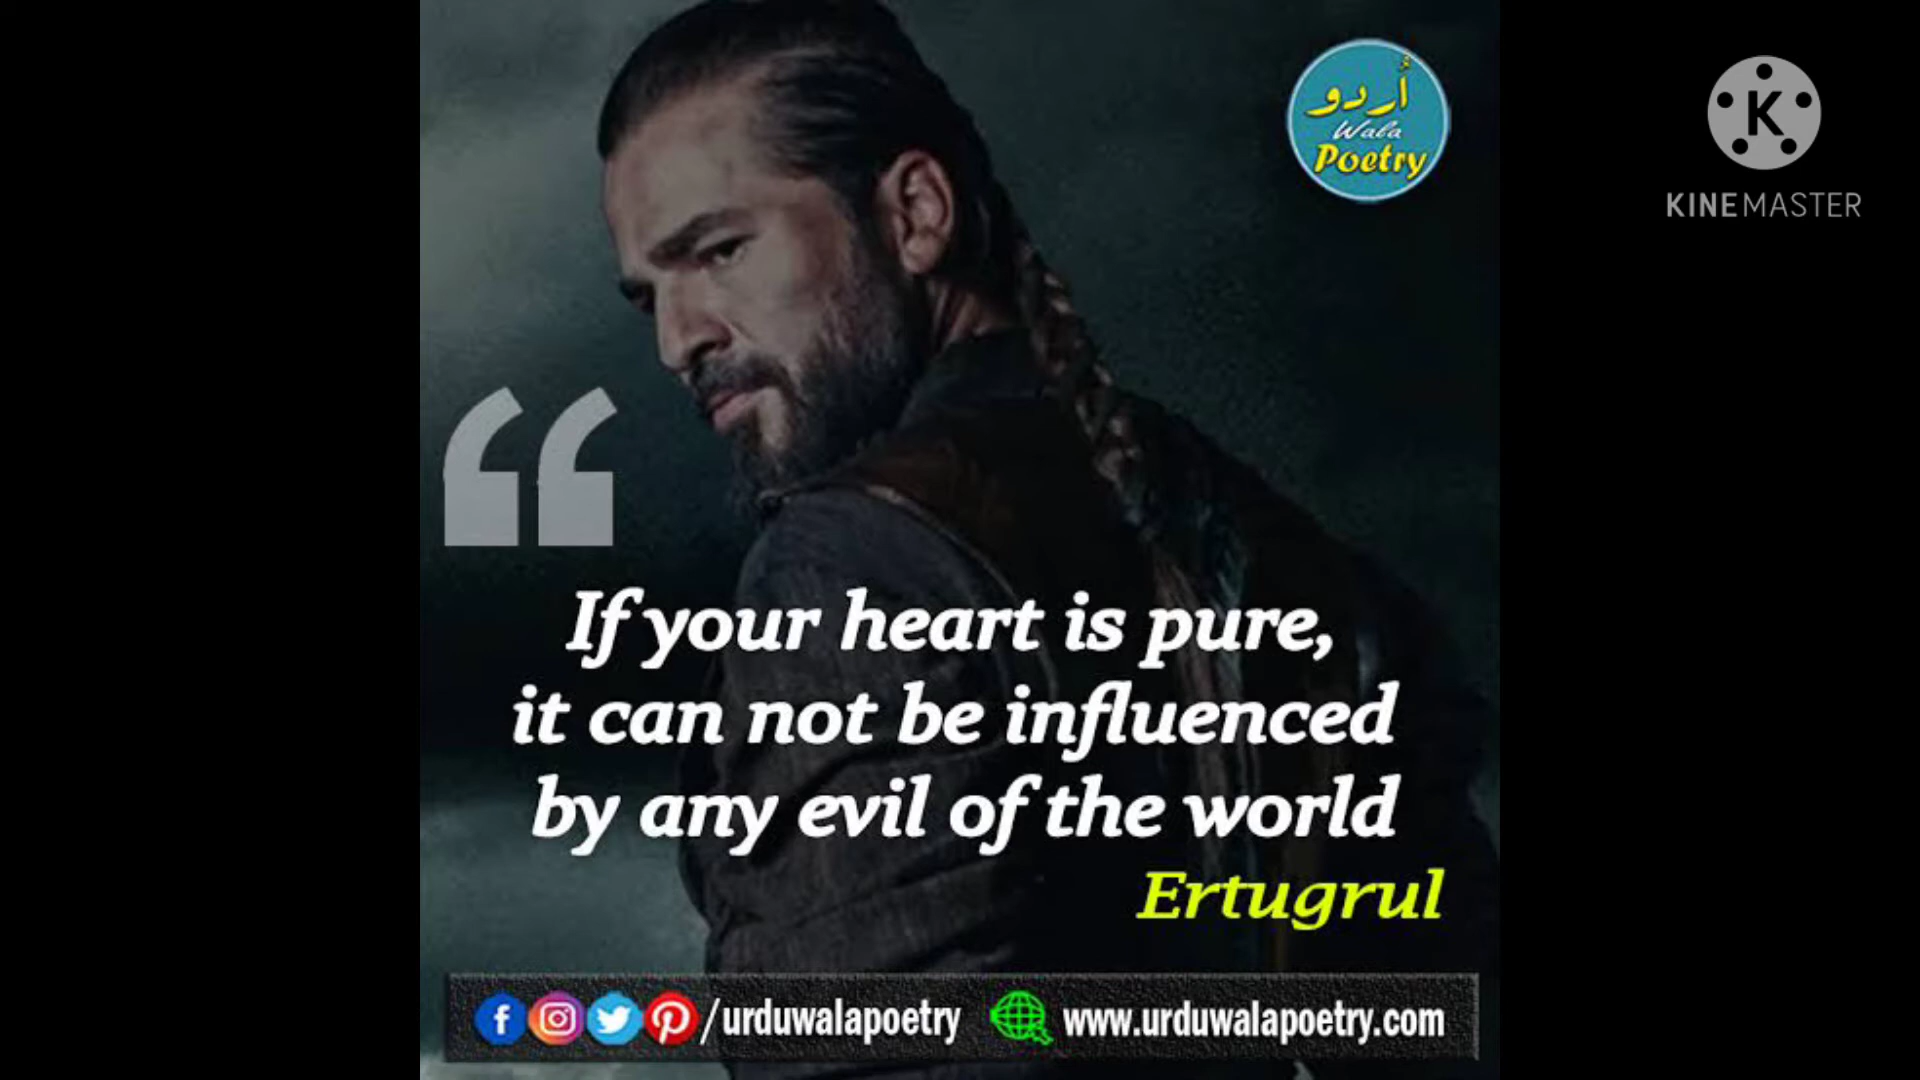 اُردو
Wala
Poetry
K
KINEMASTER
If your heart is pure,
it can not be influenced
by any evil of the world
Ertugrul
/urduwalapoetry www.urduwalapoetry.com